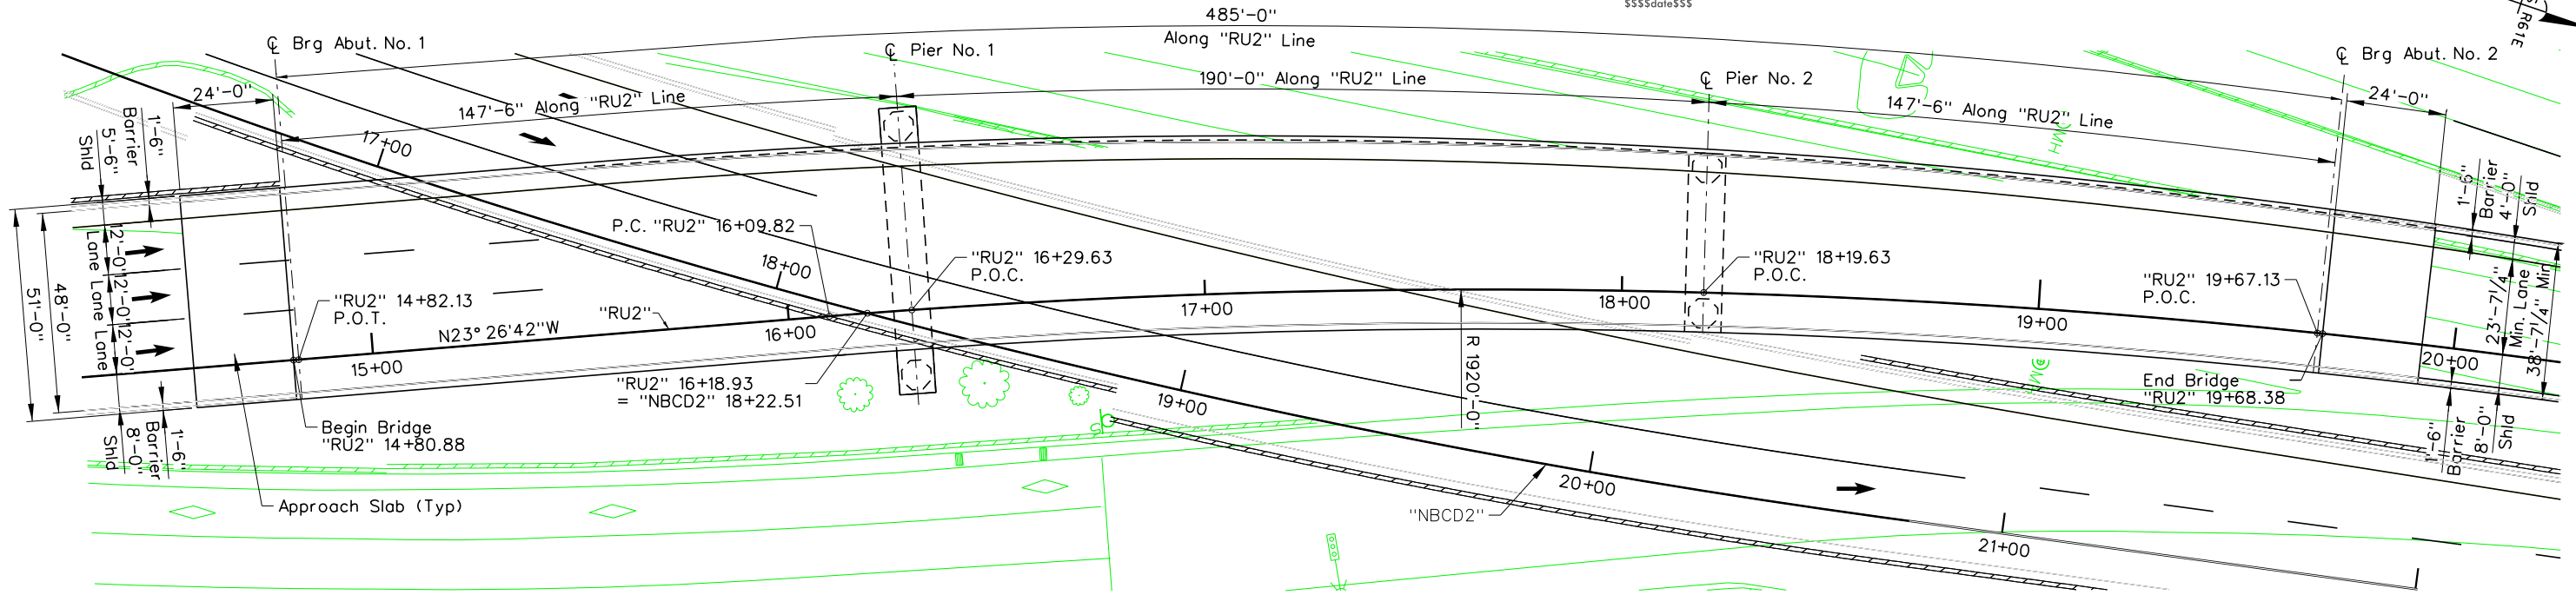 $$$$date$$$
485'-0"
Along "RU2" Line
R61E
℄ Brg Abut. No. 1
℄ Pier No. 1
℄ Pier No. 2
℄ Brg Abut. No. 2
24'-0"
147'-6" Along "RU2" Line
190'-0" Along "RU2" Line
147'-6" Along "RU2" Line
24'-0"
1'-6"
Barrier
5'-6"
Shld
17+00
MH
1'-6"
Barrier
4'-0"
Shld
P.C. "RU2" 16+09.82
18+00
"RU2" 16+29.63
P.O.C.
"RU2" 18+19.63
P.O.C.
"RU2" 19+67.13
P.O.C.
12'-0"
Lane
12'-0"
Lane
12'-0"
Lane
48'-0"
51'-0"
"RU2" 14+82.13
P.O.T.
"RU2"
N23°26'42"W
15+00
16+00
17+00
18+00
19+00
20+00
23'-7¼"
Min. Lane
38'-7¼" Min
R 1920'-0"
"RU2" 16+18.93
= "NBCD2" 18+22.51
19+00
End Bridge
"RU2" 19+68.38
Begin Bridge
"RU2" 14+80.88
1'-6"
Barrier
8'-0"
Shld
1'-6"
Barrier
8'-0"
Shld
Approach Slab (Typ)
20+00
"NBCD2"
21+00